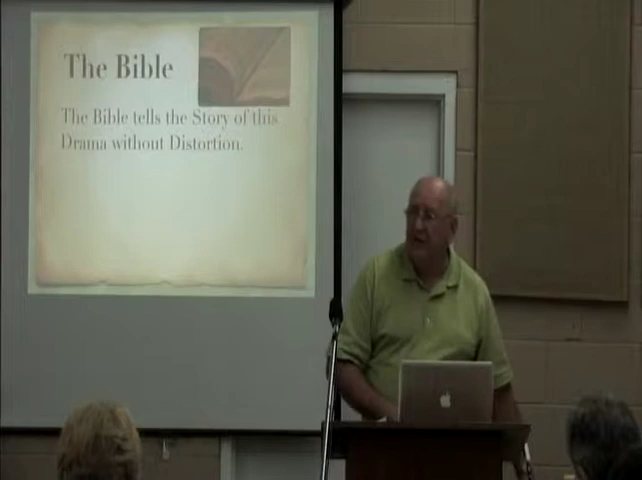 The Bible
The Bible tells the Story of this
Drama without Distortion.